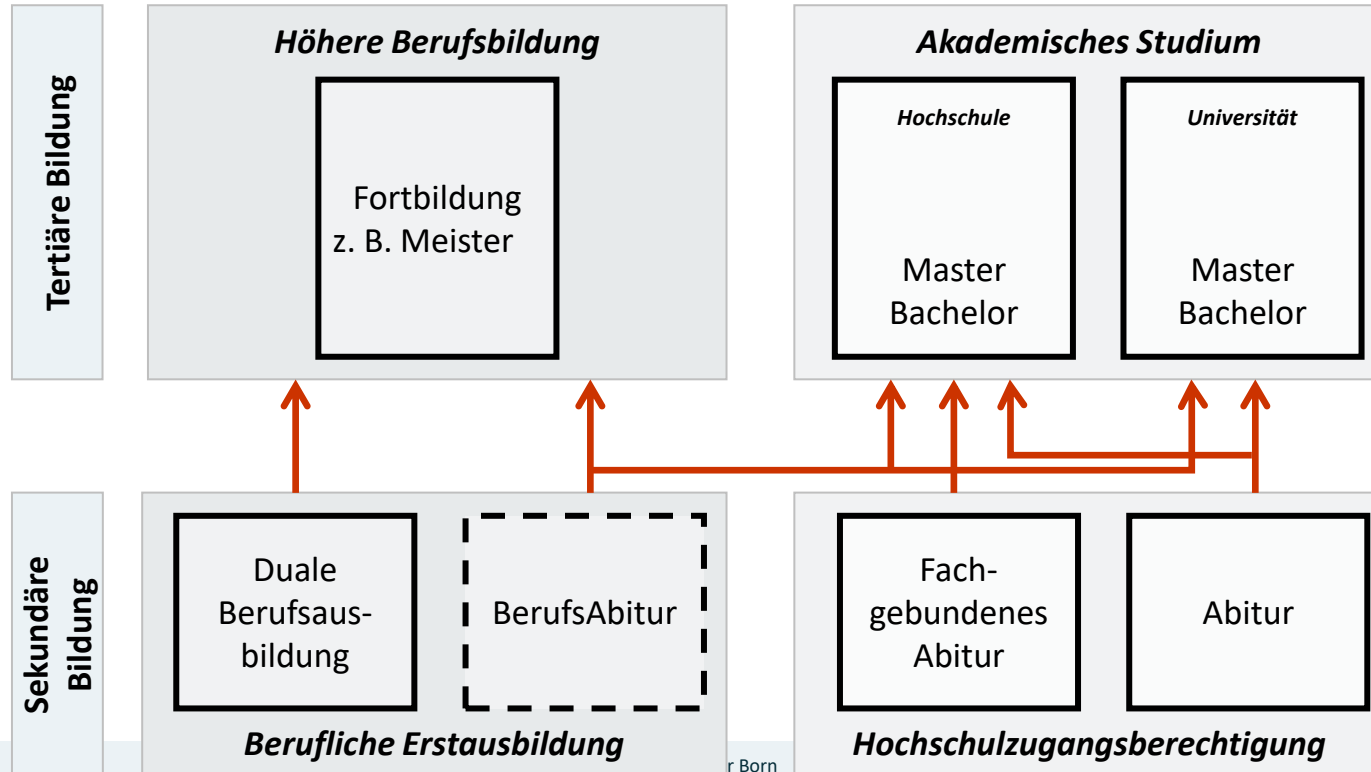 Tertiäre Bildung
Höhere Berufsbildung
Fortbildung
z. B. Meister
Akademisches Studium
Hochschule
Master
Bachelor
Universität
Master
Bachelor
Sekundäre
Bildung
Duale
Berufsaus-
bildung
BerufsAbitur
Berufliche Erstausbildung
Fach-
gebundenes
Abitur
Abitur
Hochschulzugangsberechtigung
r Born